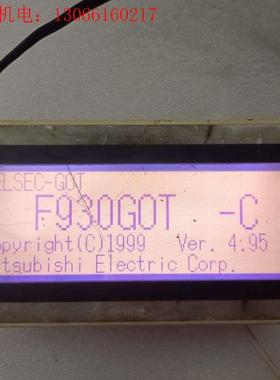 机电: 13066160217
ELSEC-GOT
F930GOT -C
opyright(C)1999 Ver. 4.95
itsubishi Electric Corp.